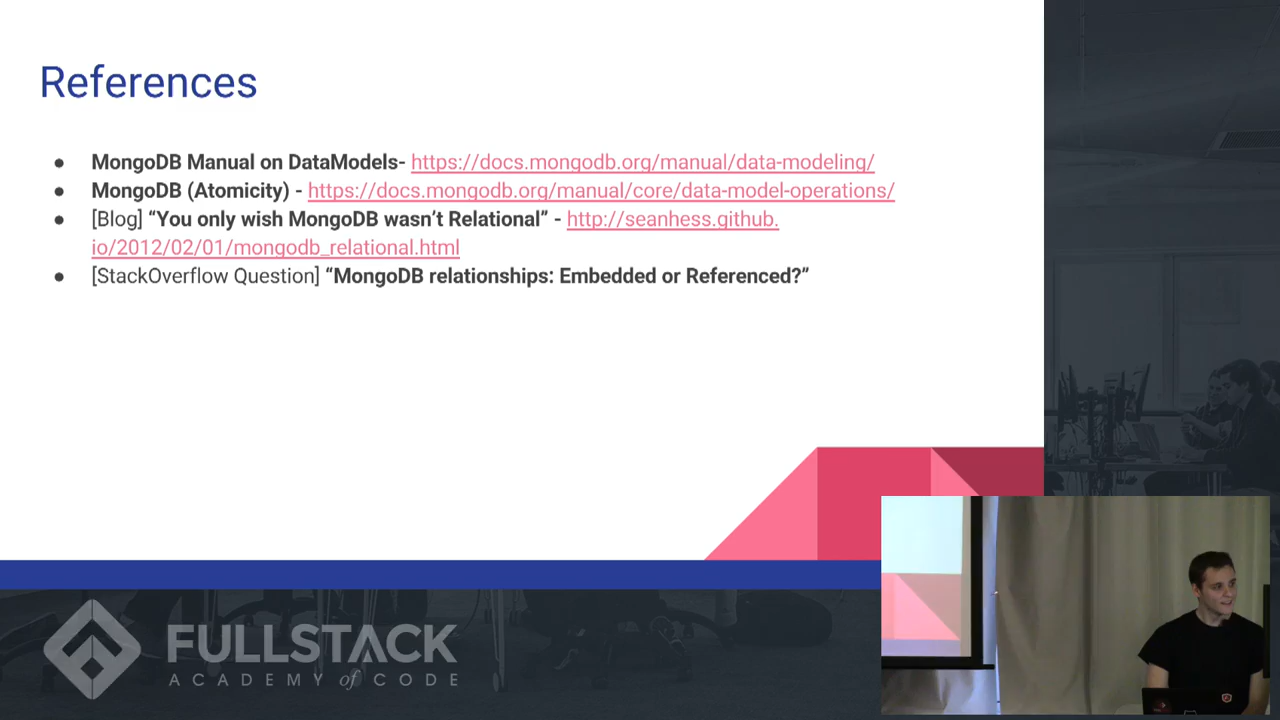 References
● MongoDB Manual on DataModels- https://docs.mongodb.org/manual/data-modeling/
● MongoDB (Atomicity) - https://docs.mongodb.org/manual/core/data-model-operations/
● [Blog] “You only wish MongoDB wasn’t Relational” - http://seanhess.github.
io/2012/02/01/mongodb_relational.html
● [StackOverflow Question] “MongoDB relationships: Embedded or Referenced?”
FULLSTACK
ACADEMY of CODE